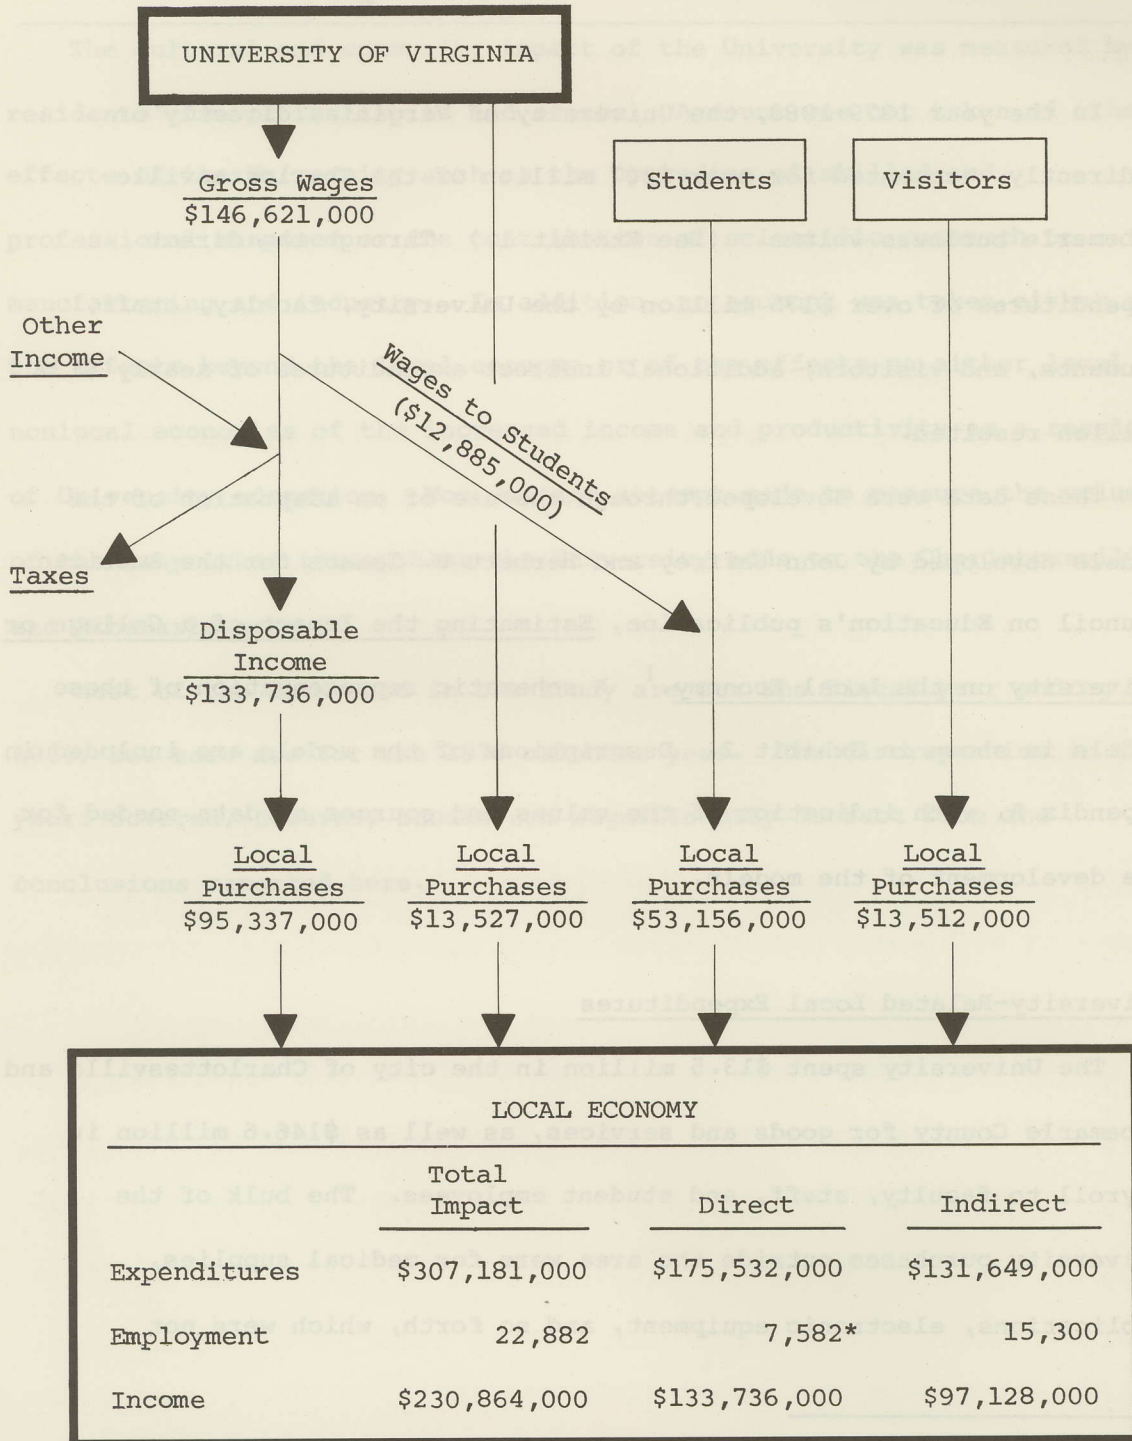 UNIVERSITY OF VIRGINIA
Gross Wages
$146,621,000
Students
Visitors
Other
Income
Wages to Students
($12,885,000)
Taxes
Disposable
Income
$133,736,000
Local
Purchases
$95,337,000
Local
Purchases
$13,527,000
Local
Purchases
$53,156,000
Local
Purchases
$13,512,000
LOCAL ECONOMY
Total
Impact Direct Indirect
Expenditures $307,181,000 $175,532,000 $131,649,000
Employment 22,882 7,582* 15,300
Income $230,864,000 $133,736,000 $97,128,000